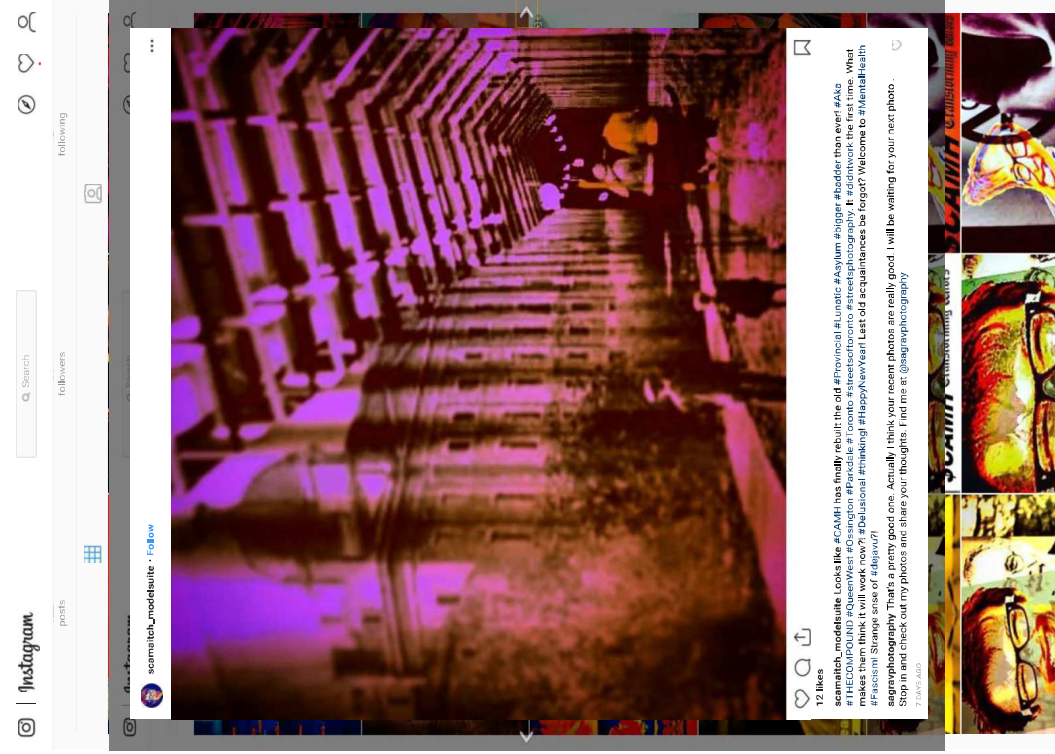 Instagram
Search
posts
followers
following
scamaitch_modelsuite • Follow
12 likes
scamaitch_modelsuite Looks like #CAMH has finally rebuilt the old #Provincial #Lunatic #Asylum #bigger #badder than ever! #Aka
#THECOMPOUND #QueenWest #Ossington #Parkdale #Toronto #streetsoftoronto #streetsphotography. It #didntwork the first time. What
makes them think it will work now?! #Delusional #thinking! #HappyNewYear! Lest old acquaintances be forgot? Welcome to #MentalHealth
#Fascism! Strange snse of #dejavu?!
sagravphotography That's a pretty good one. Actually I think your recent photos are really good. I will be waiting for your next photo .
Stop in and check out my photos and share your thoughts. Find me at @sagravphotography
7 DAYS AGO